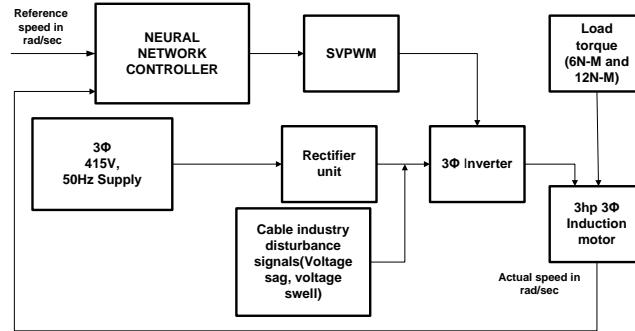 Reference
speed in
rad/sec
NEURAL
NETWORK
CONTROLLER
SVPWM
Load
torque
(6N-M and
12N-M)
3Φ
415V,
50Hz Supply
Rectifier
unit
3Φ Inverter
Cable industry
disturbance
signals(Voltage
sag, voltage
swell)
3hp 3Φ
Induction
motor
Actual speed in
rad/sec